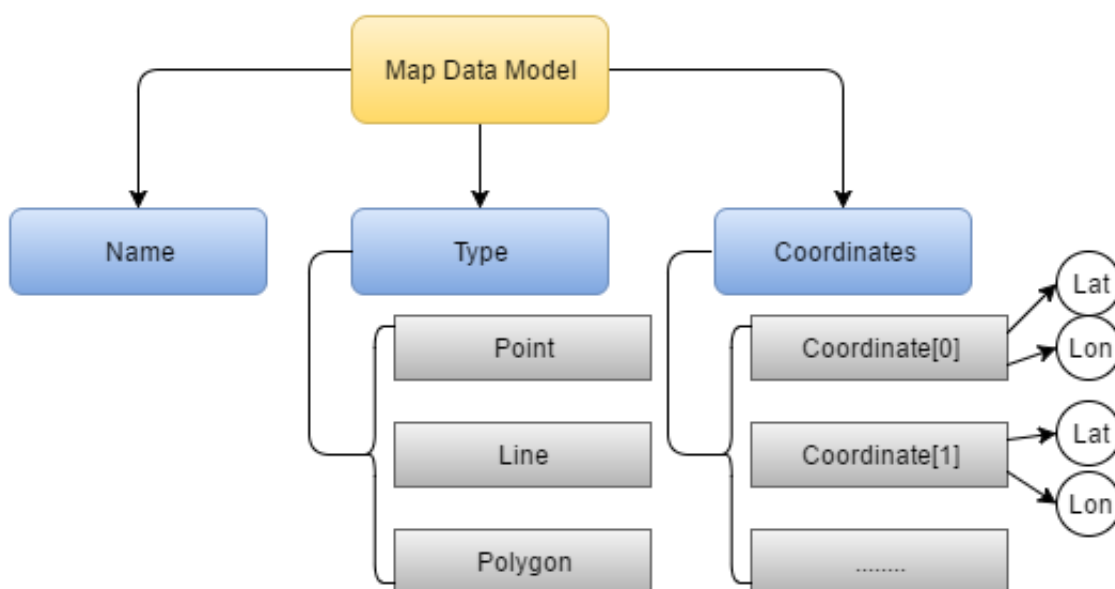 Map Data Model
Name
Type
Coordinates
Point
Line
Polygon
Coordinate[0]
Lat
Lon
Coordinate[1]
Lat
Lon
........